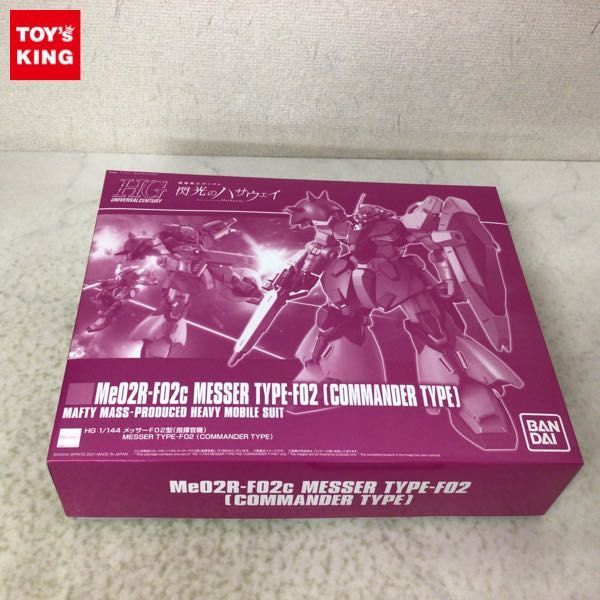 TOY's
KING
HG
UNIVERSAL CENTURY
機動戦士ガンダム
閃光のハサウェイ
Me02R-F02c MESSER TYPE-F02 [COMMANDER TYPE]
MAFTY MASS-PRODUCED HEAVY MOBILE SUIT
HG 1/144 メッサーF02型(指揮官機)
MESSER TYPE-F02 (COMMANDER TYPE)
BAN
DAI
©BANDAI SPIRITS 2021 MADE IN JAPAN
Me02R-F02c MESSER TYPE-F02
[COMMANDER TYPE]